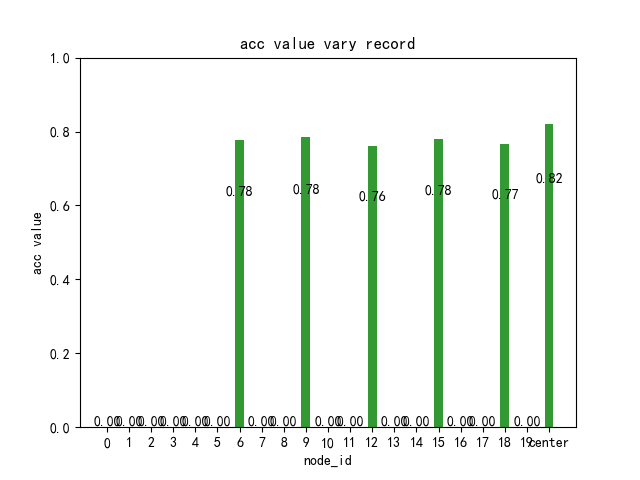 acc value vary record
1.0
0.8
0.6
0.4
0.2
0.0
acc value
0.78 0.78 0.76 0.78 0.77 0.82
0.00 0.00 0.00 0.00 0.00 0.00 0.00 0.00 0.00 0.00 0.00 0.00 0.00 0.00 0.00
0 1 2 3 4 5 6 7 8 9 10 11 12 13 14 15 16 17 18 19 center
node_id